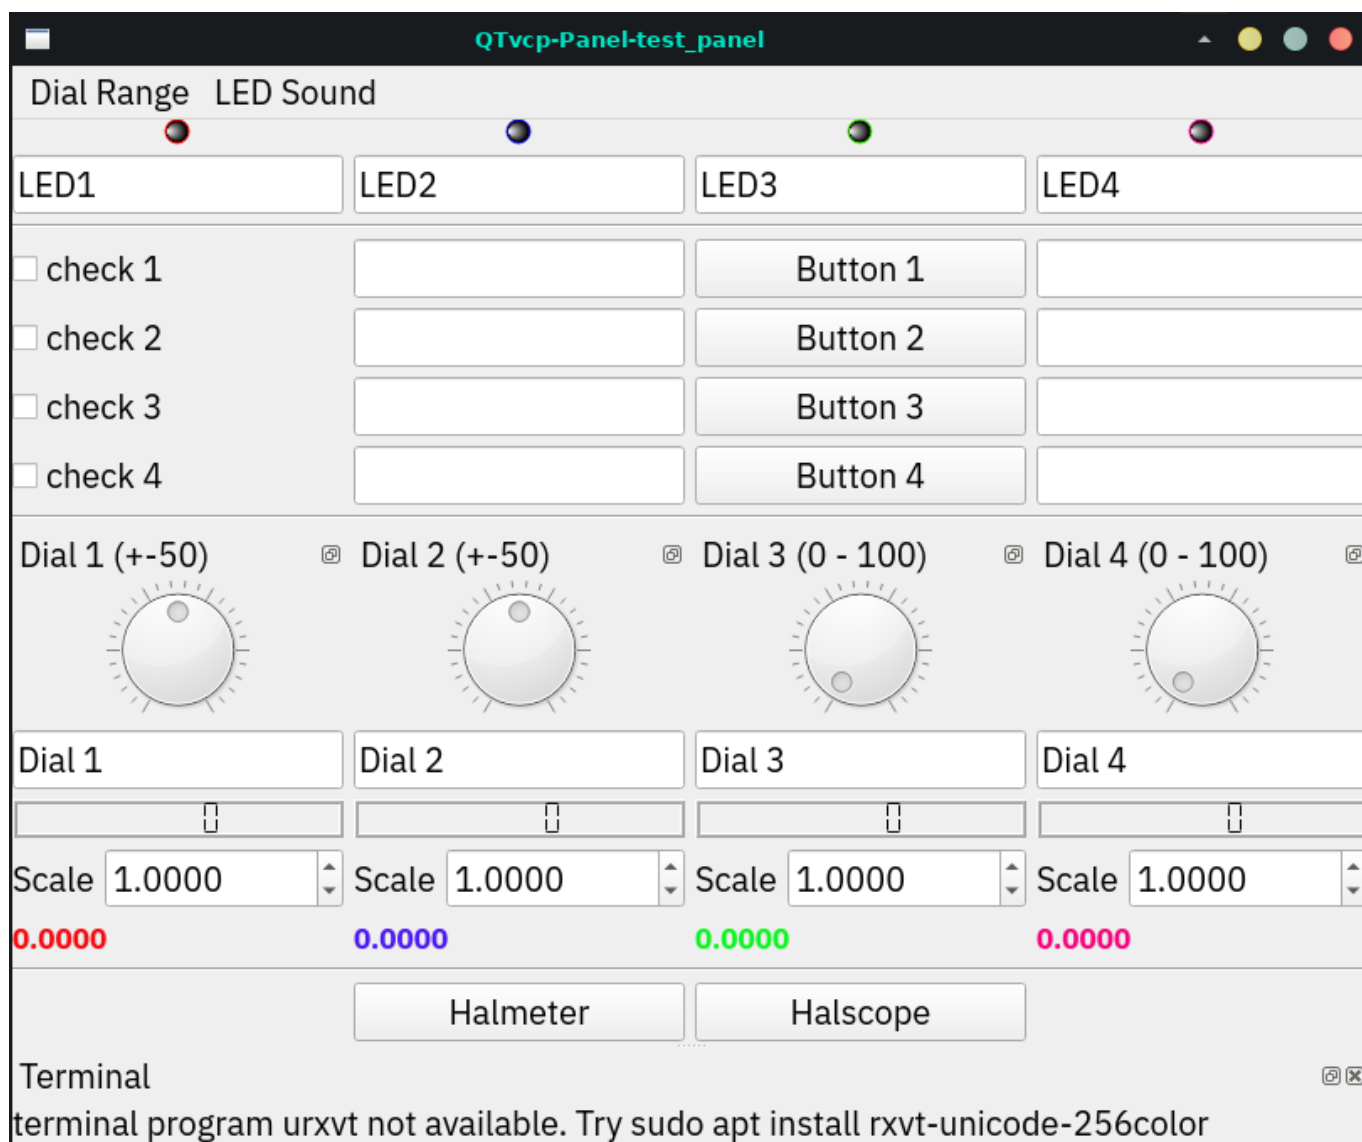 QTvcp-Panel-test_panel
Dial Range LED Sound
LED1 LED2 LED3 LED4
check 1 Button 1
check 2 Button 2
check 3 Button 3
check 4 Button 4
Dial 1 (+-50) Dial 2 (+-50) Dial 3 (0 - 100) Dial 4 (0 - 100)
Dial 1 Dial 2 Dial 3 Dial 4
0 0 0 0
Scale 1.0000 Scale 1.0000 Scale 1.0000 Scale 1.0000
0.0000 0.0000 0.0000 0.0000
Halmeter Halscope
Terminal
terminal program urxvt not available. Try sudo apt install rxvt-unicode-256color